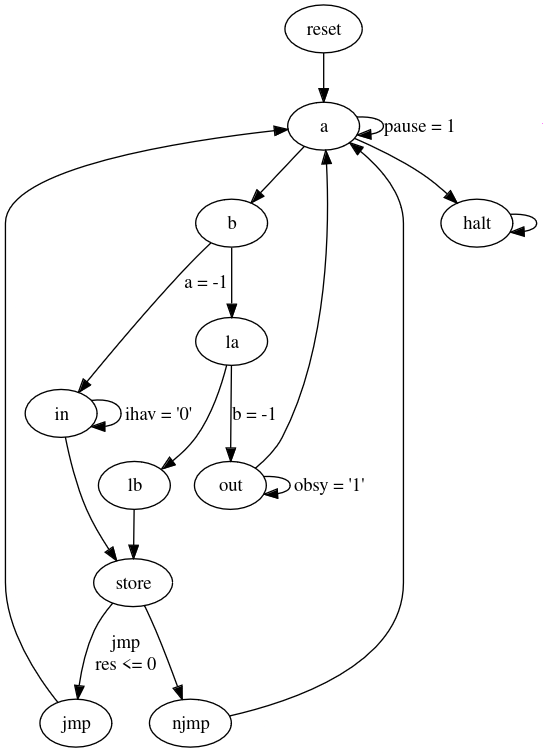 reset
a
pause = 1
b
halt
a = -1
la
in
ihav = '0'
b = -1
lb
out
obsy = '1'
store
jmp
res <= 0
jmp
njmp